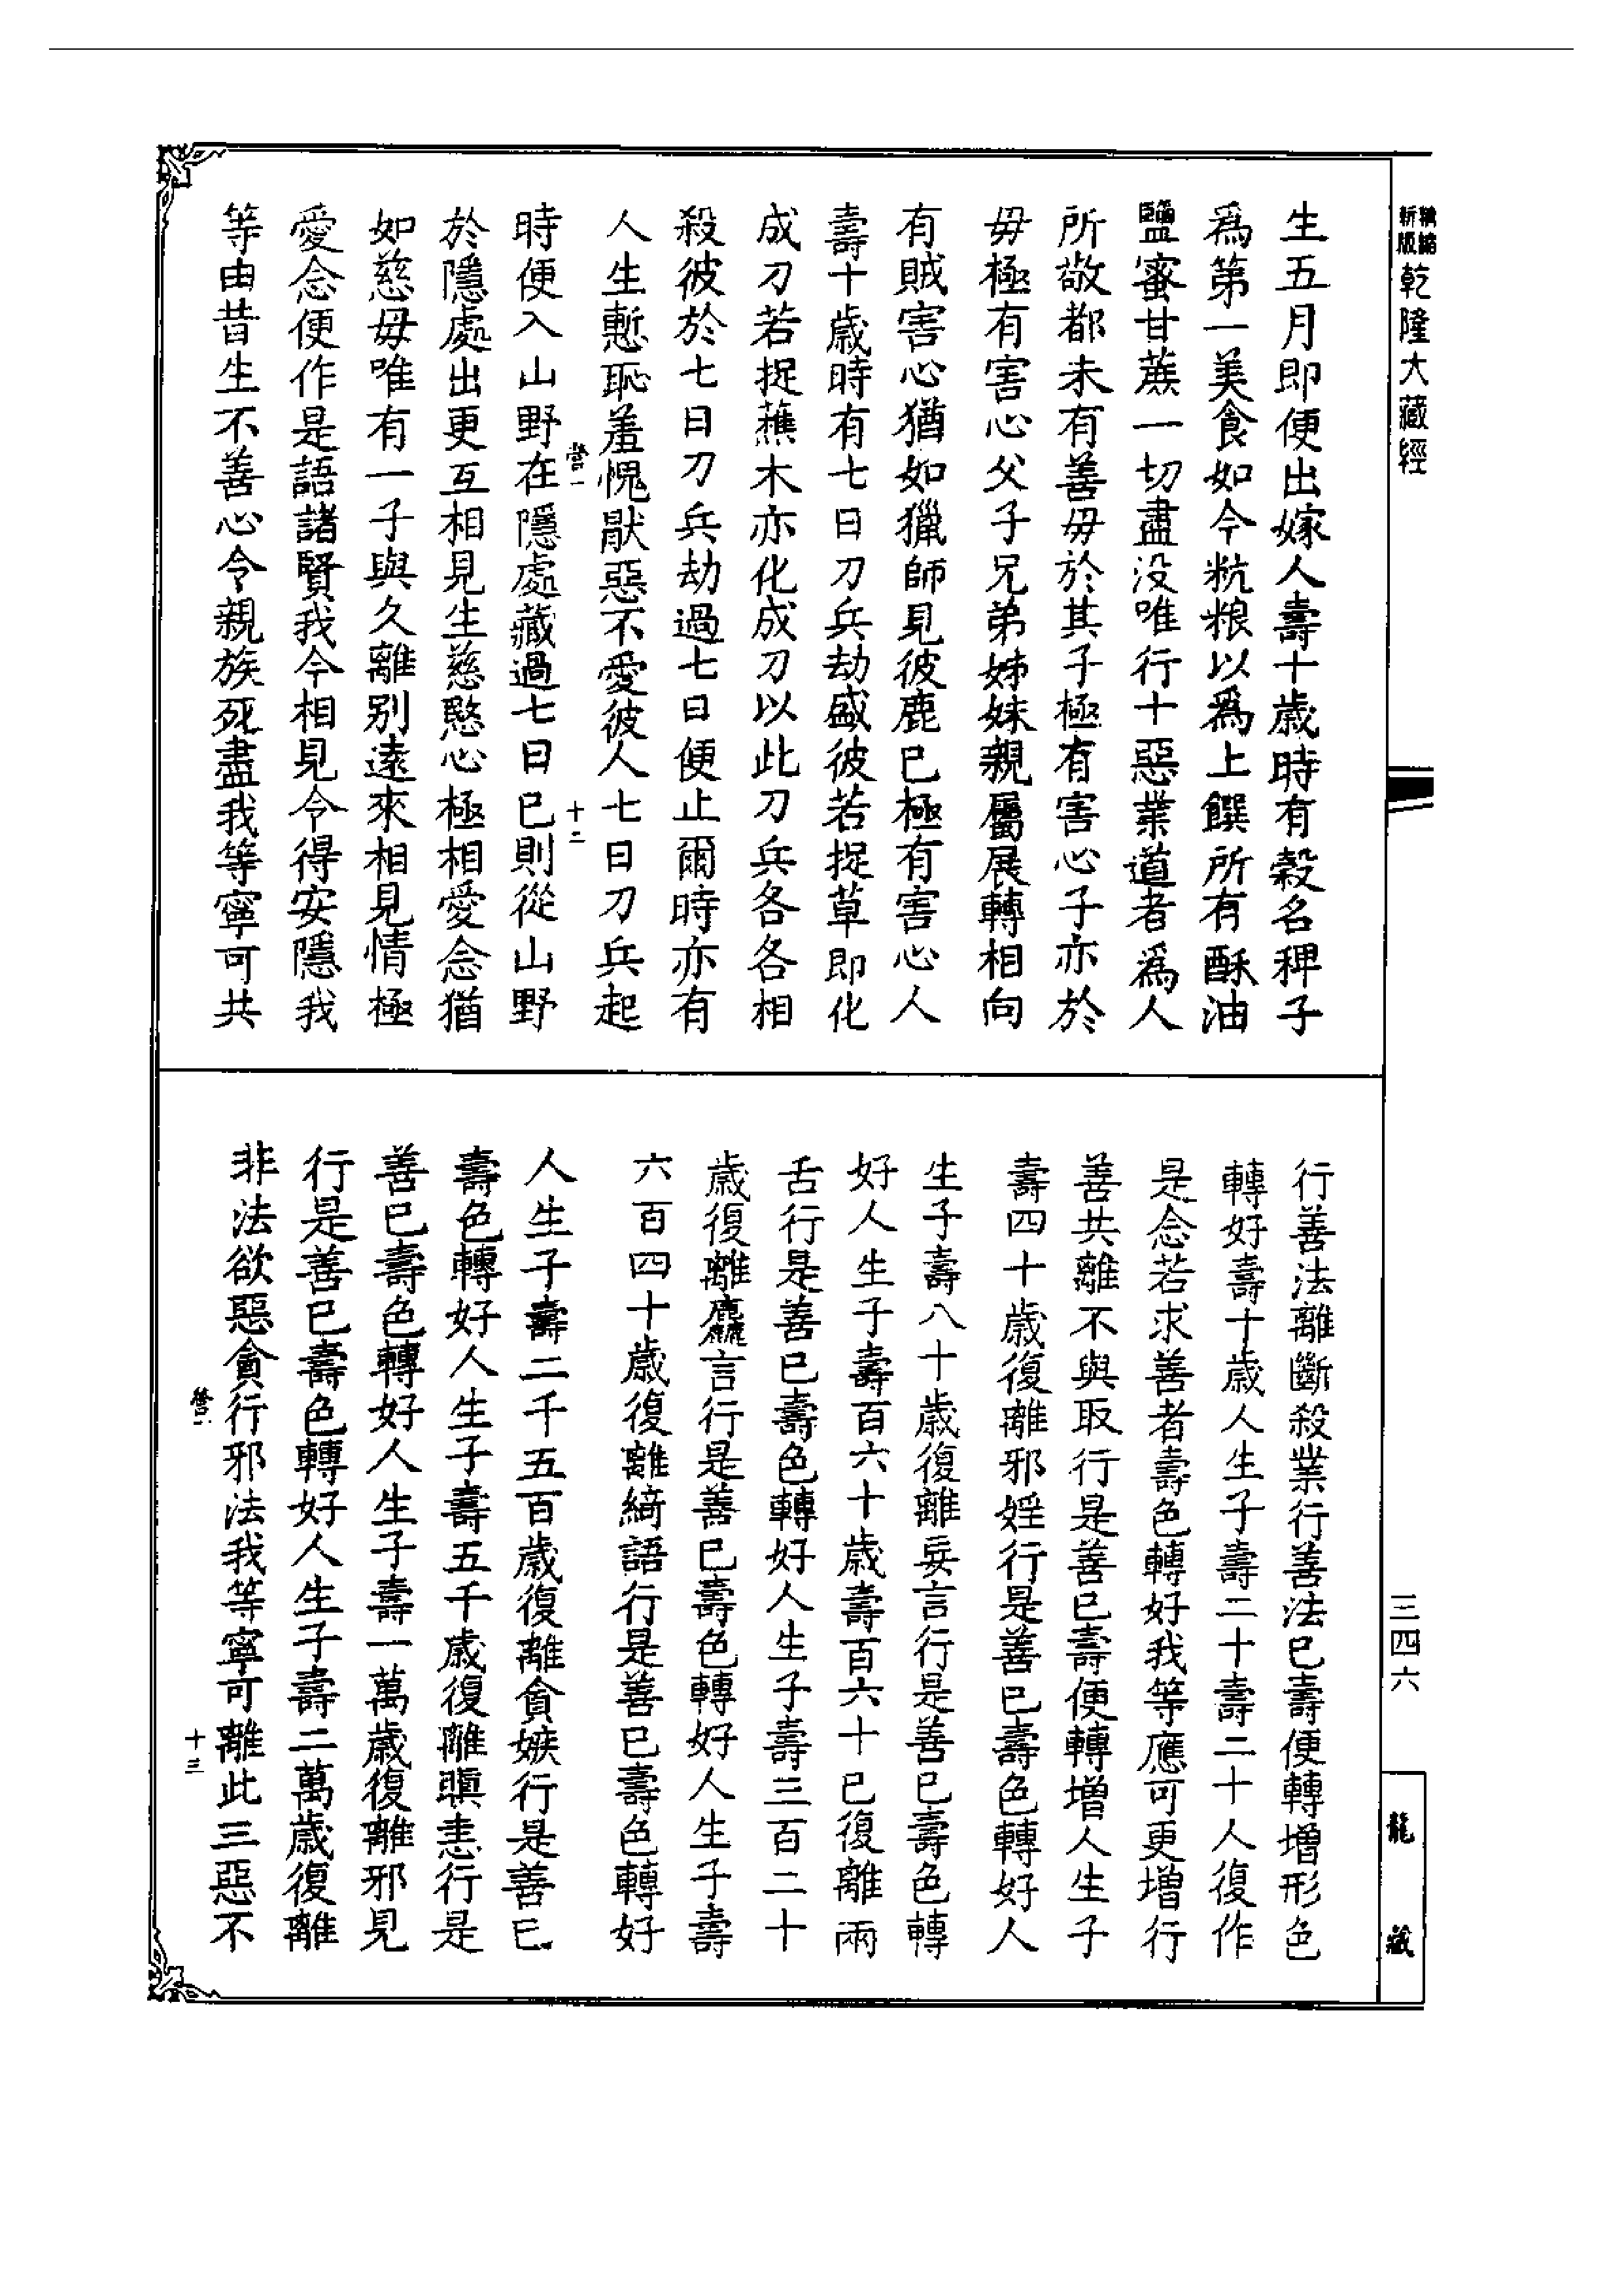 精縮
新版
乾隆大藏經
三四六
龍藏
生五月即便出嫁人壽十歲時有穀名稗子
爲第一美食如今秔粮以爲上饌所有酥油
鹽蜜甘蔗一切盡没唯行十惡業道者爲人
所敬都未有善毋於其子極有害心子亦於
毋極有害心父子兄弟姊妹親屬展轉相向
有賊害心猶如獵師見彼鹿已極有害心人
壽十歲時有七日刀兵劫盛彼若捉草即化
成刀若捉蕉木亦化成刀以此刀兵各各相
殺彼於七日刀兵劫過七日便止爾時亦有
人生慙恥羞愧猒惡不愛彼人七日刀兵起
營一
十二
時便入山野在隱處藏過七日已則從山野
於隱處出更互相見生慈愍心極相愛念猶
如慈毋唯有一子與久離别遠來相見情極
愛念便作是語諸賢我今相見今得安隱我
等由昔生不善心令親族死盡我等寧可共
行善法離斷殺業行善法已壽便轉增形色
轉好壽十歲人生子壽二十壽二十人復作
是念若求善者壽色轉好我等應可更增行
善共離不與取行是善已壽便轉增人生子
壽四十歲復離邪婬行是善已壽色轉好人
生子壽八十歲復離妄言行是善已壽色轉
好人生子壽百六十歲壽百六十已復離兩
舌行是善已壽色轉好人生子壽三百二十
歲復離麤言行是善已壽色轉好人生子壽
六百四十歲復離綺語行是善已壽色轉好
人生子壽二千五百歲復離貪嫉行是善已
壽色轉好人生子壽五千歲復離瞋恚行是
善已壽色轉好人生子壽一萬歲復離邪見
行是善已壽色轉好人生子壽二萬歲復離
非法欲惡貪行邪法我等寧可離此三惡不
營一
十三